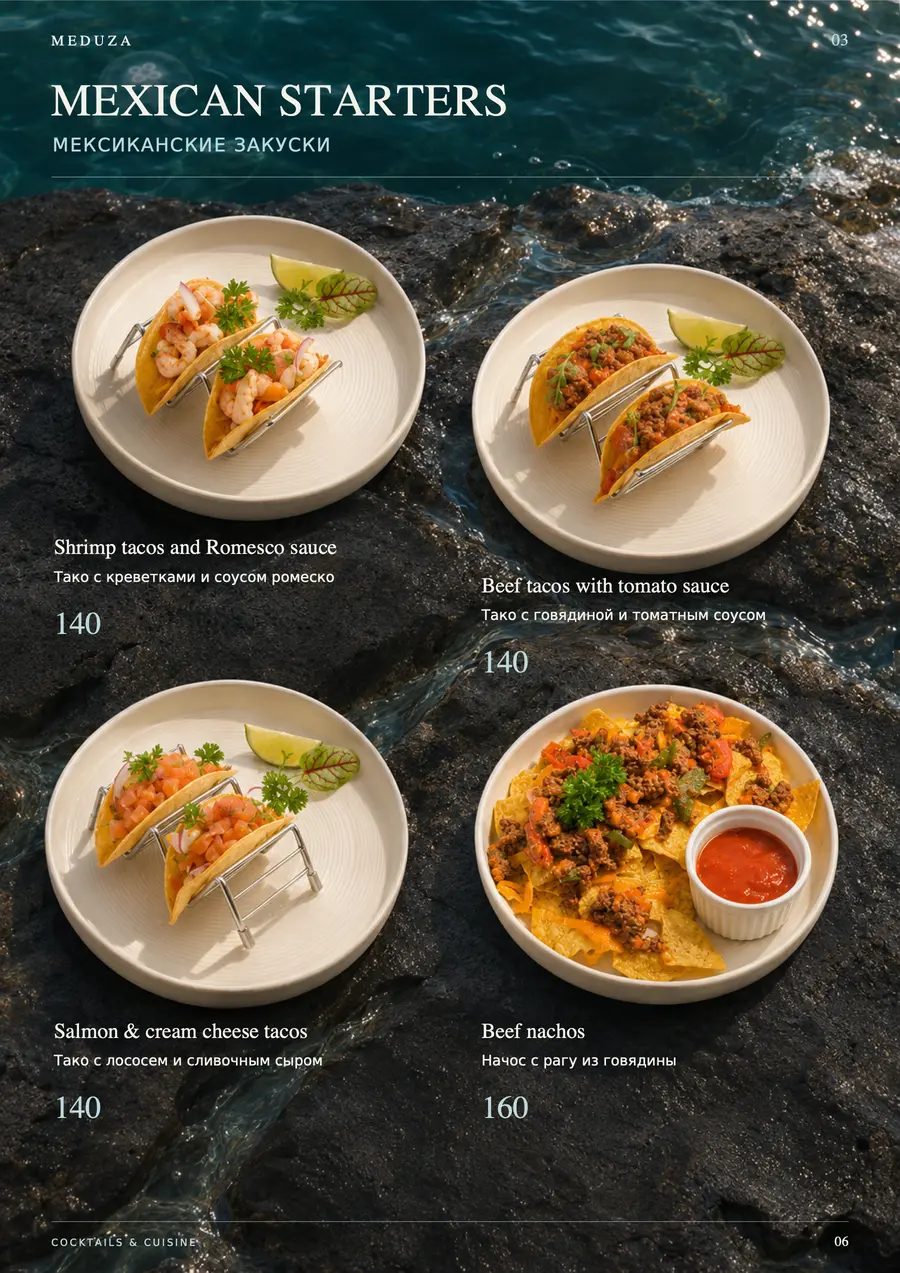 MEDUZA
03
MEXICAN STARTERS
МЕКСИКАНСКИЕ ЗАКУСКИ
Shrimp tacos and Romesco sauce
Тако с креветками и соусом ромеско
140
Beef tacos with tomato sauce
Тако с говядиной и томатным соусом
140
Salmon & cream cheese tacos
Тако с лососем и сливочным сыром
140
Beef nachos
Начос с рагу из говядины
160
COCKTAILS & CUISINE
06